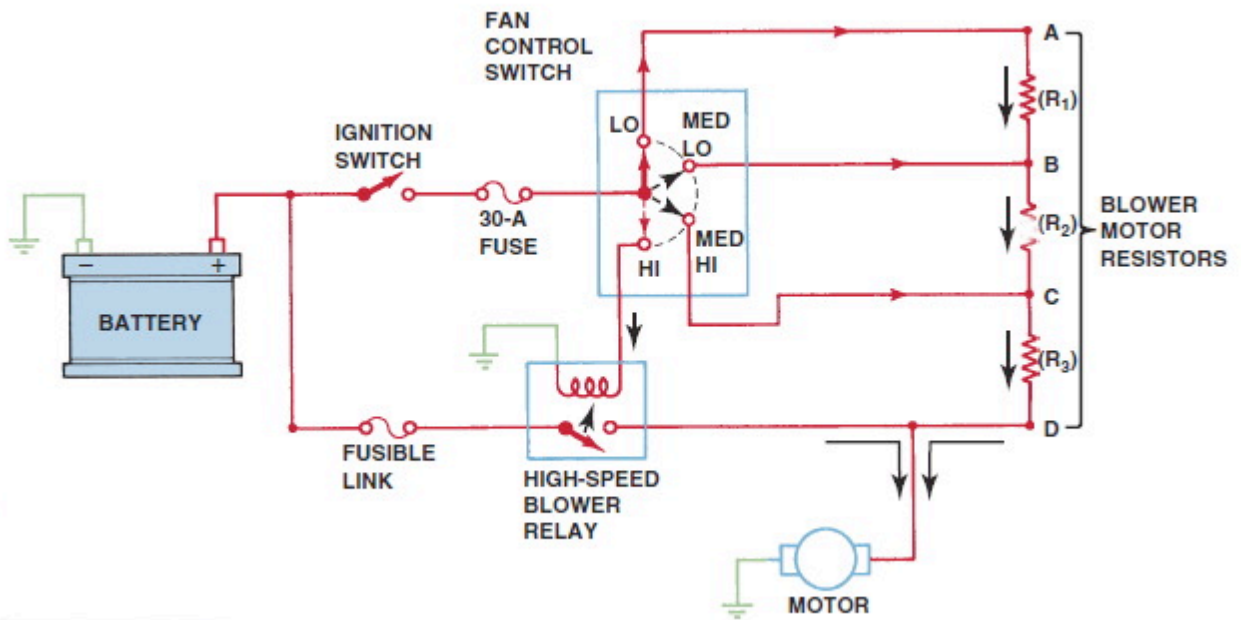 FAN
CONTROL
SWITCH
A
(R1)
LO
MED
LO
IGNITION
SWITCH
B
30-A
FUSE
(R2)
BLOWER
MOTOR
RESISTORS
HI
MED
HI
C
− +
BATTERY
(R3)
D
FUSIBLE
LINK
HIGH-SPEED
BLOWER
RELAY
MOTOR